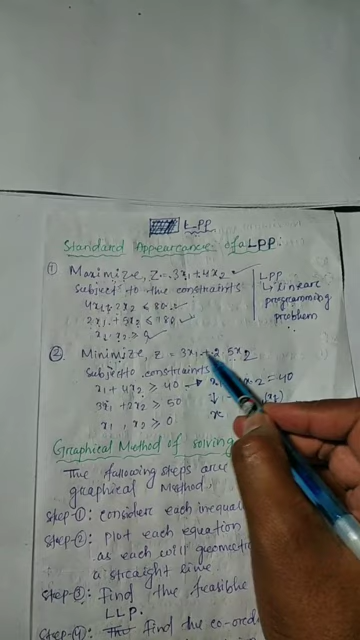 LPP
Standard Appearance of a LPP:
① Maximize, Z = 3x₁ + 4x₂
subject to the constraints
4x₁ + 2x₂ ≤ 80
2x₁ + 5x₂ ≤ 180
x₁, x₂ ≥ 0
LPP
↳ Linear
programming
problem
② Minimize, Z = 3x₁ + 2.5x₂
subject to constraints
x₁ + 4x₂ ≥ 40 → 2 = 40
3x₁ + 2x₂ ≥ 50
x₁, x₂ ≥ 0
Graphical Method of solving
The following steps are
graphical Method.
step-①: consider each inequal
step-②: plot each equation
as each will geometr
a straight line.
step-③: Find the feasible
LLP.
step-④: find the co-ord